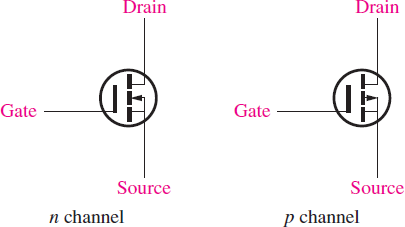 Drain
Drain
Gate
Gate
Source
Source
n channel
p channel